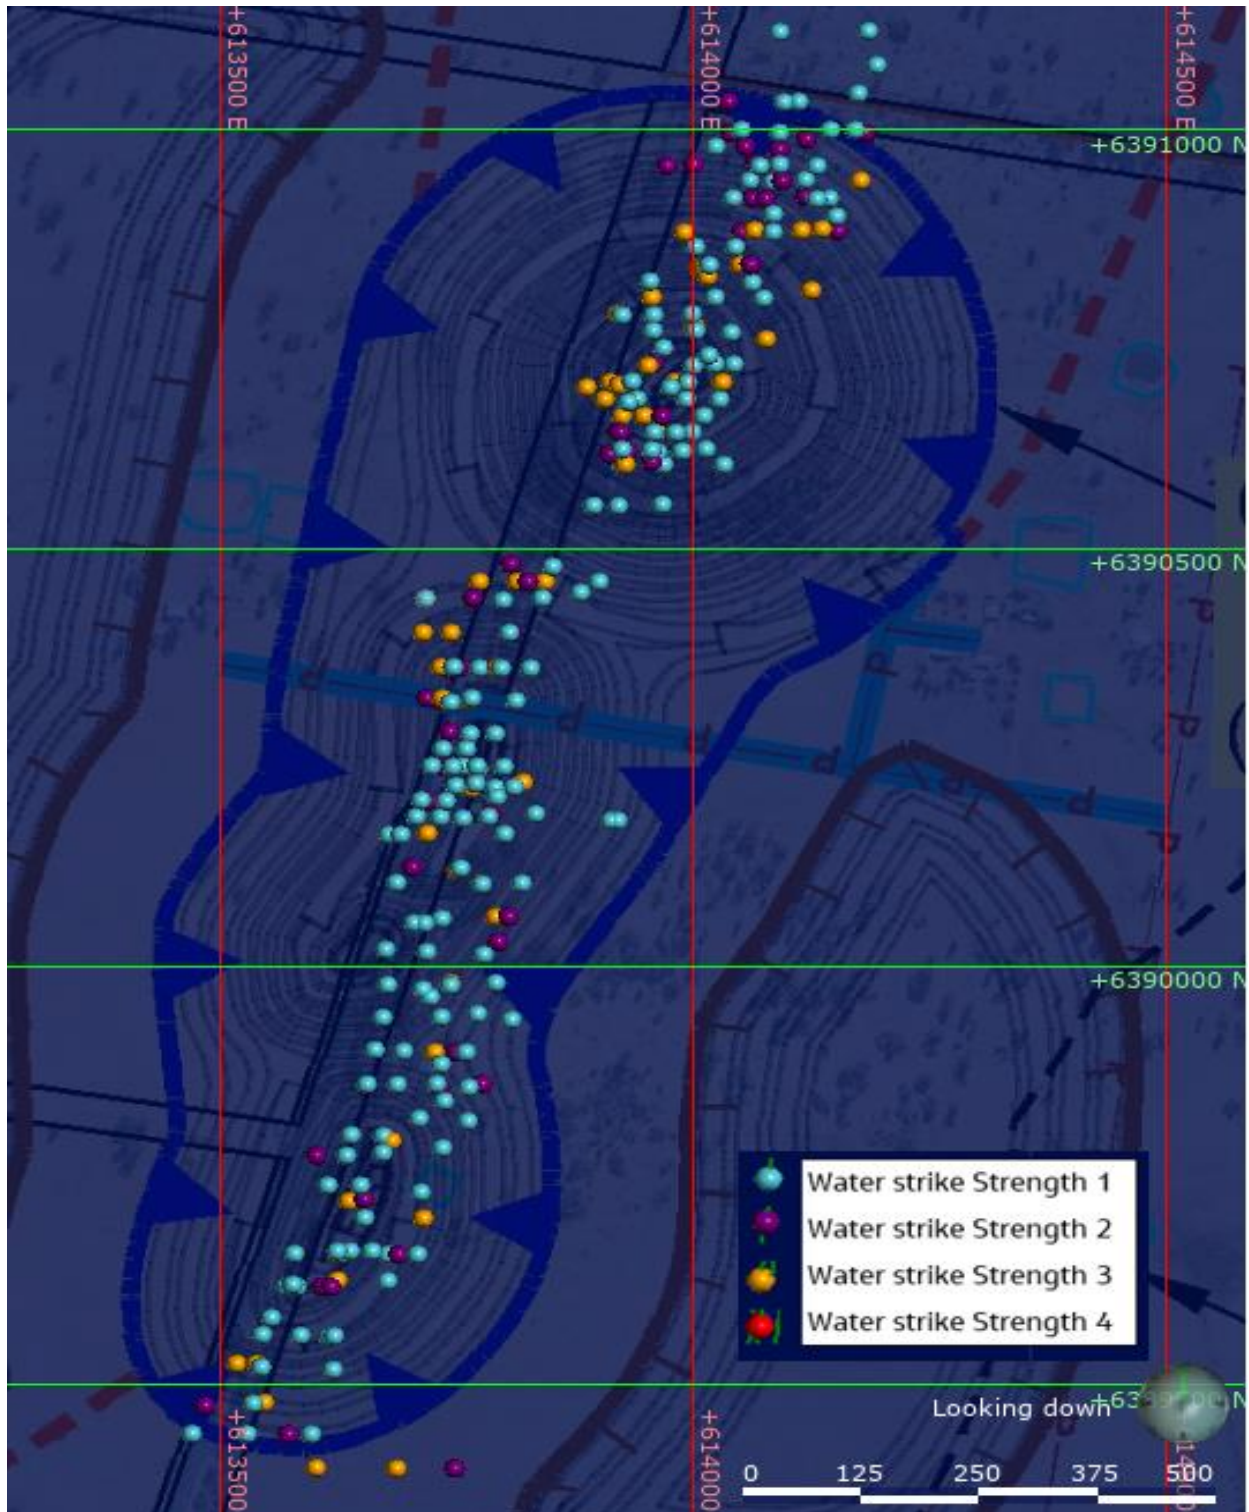 +613500 E
+614000 E
+614500 E
+6391000 N
+6390500 N
P
P
P
P
P
P
P
P
P
+6390000 N
Water strike Strength 1
Water strike Strength 2
Water strike Strength 3
Water strike Strength 4
Looking down
+613500
+614000
0 125 250 375 500